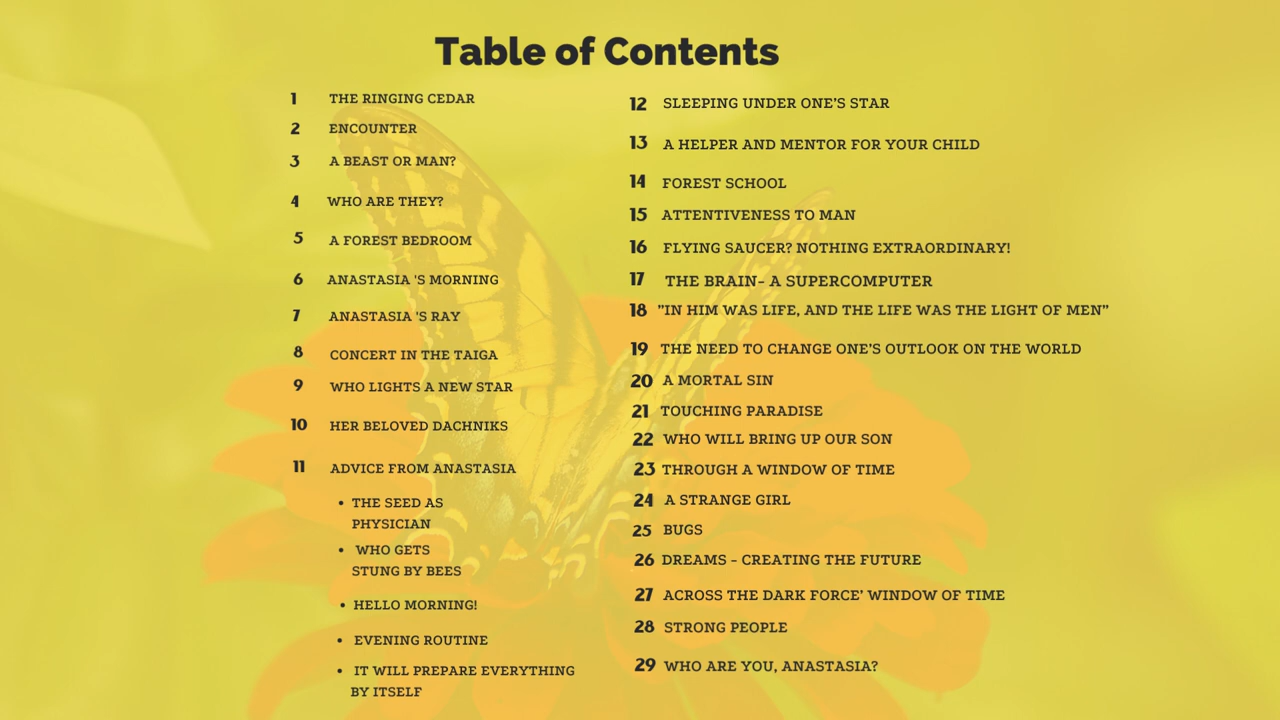 Table of Contents
1 THE RINGING CEDAR
2 ENCOUNTER
3 A BEAST OR MAN?
4 WHO ARE THEY?
5 A FOREST BEDROOM
6 ANASTASIA 'S MORNING
7 ANASTASIA 'S RAY
8 CONCERT IN THE TAIGA
9 WHO LIGHTS A NEW STAR
10 HER BELOVED DACHNIKS
11 ADVICE FROM ANASTASIA
• THE SEED AS
PHYSICIAN
• WHO GETS
STUNG BY BEES
• HELLO MORNING!
• EVENING ROUTINE
• IT WILL PREPARE EVERYTHING
BY ITSELF
12 SLEEPING UNDER ONE'S STAR
13 A HELPER AND MENTOR FOR YOUR CHILD
14 FOREST SCHOOL
15 ATTENTIVENESS TO MAN
16 FLYING SAUCER? NOTHING EXTRAORDINARY!
17 THE BRAIN- A SUPERCOMPUTER
18 "IN HIM WAS LIFE, AND THE LIFE WAS THE LIGHT OF MEN"
19 THE NEED TO CHANGE ONE'S OUTLOOK ON THE WORLD
20 A MORTAL SIN
21 TOUCHING PARADISE
22 WHO WILL BRING UP OUR SON
23 THROUGH A WINDOW OF TIME
24 A STRANGE GIRL
25 BUGS
26 DREAMS - CREATING THE FUTURE
27 ACROSS THE DARK FORCE' WINDOW OF TIME
28 STRONG PEOPLE
29 WHO ARE YOU, ANASTASIA?